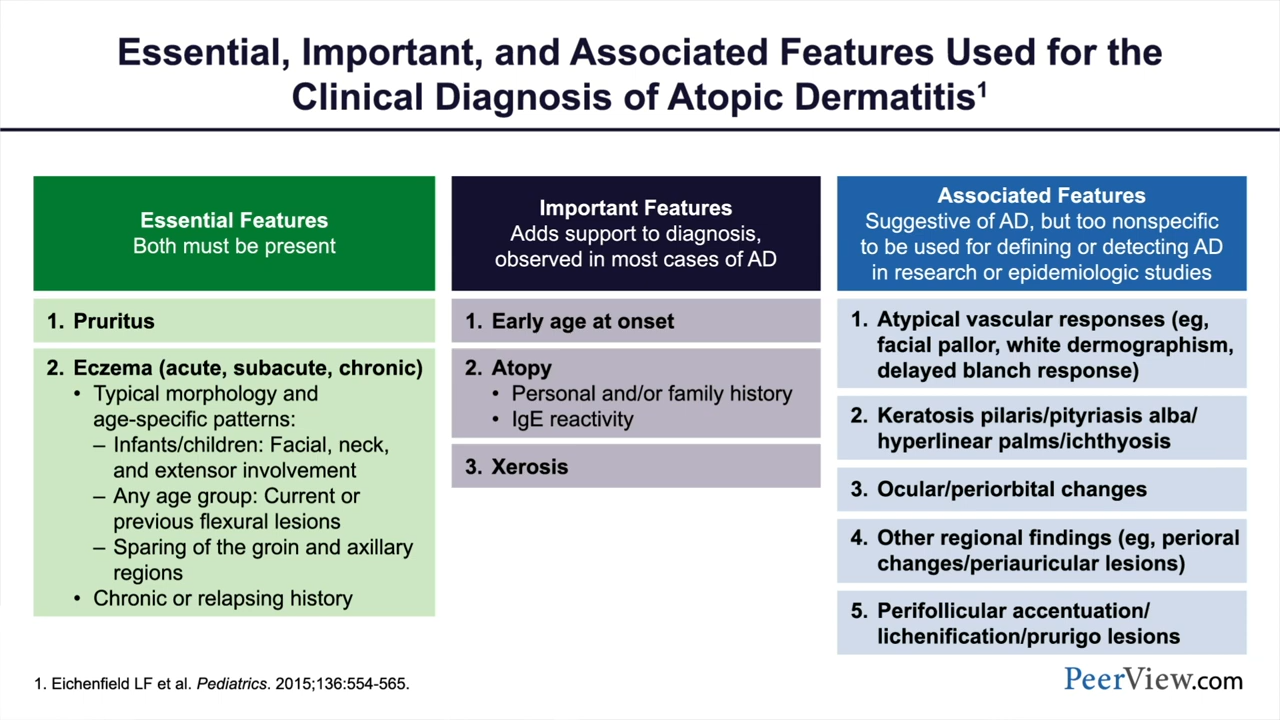 Essential, Important, and Associated Features Used for the
Clinical Diagnosis of Atopic Dermatitis¹
Essential Features
Both must be present
1. Pruritus
2. Eczema (acute, subacute, chronic)
• Typical morphology and
age-specific patterns:
– Infants/children: Facial, neck,
and extensor involvement
– Any age group: Current or
previous flexural lesions
– Sparing of the groin and axillary
regions
• Chronic or relapsing history
Important Features
Adds support to diagnosis,
observed in most cases of AD
1. Early age at onset
2. Atopy
• Personal and/or family history
• IgE reactivity
3. Xerosis
Associated Features
Suggestive of AD, but too nonspecific
to be used for defining or detecting AD
in research or epidemiologic studies
1. Atypical vascular responses (eg,
facial pallor, white dermographism,
delayed blanch response)
2. Keratosis pilaris/pityriasis alba/
hyperlinear palms/ichthyosis
3. Ocular/periorbital changes
4. Other regional findings (eg, perioral
changes/periauricular lesions)
5. Perifollicular accentuation/
lichenification/prurigo lesions
1. Eichenfield LF et al. Pediatrics. 2015;136:554-565.
PeerView.com